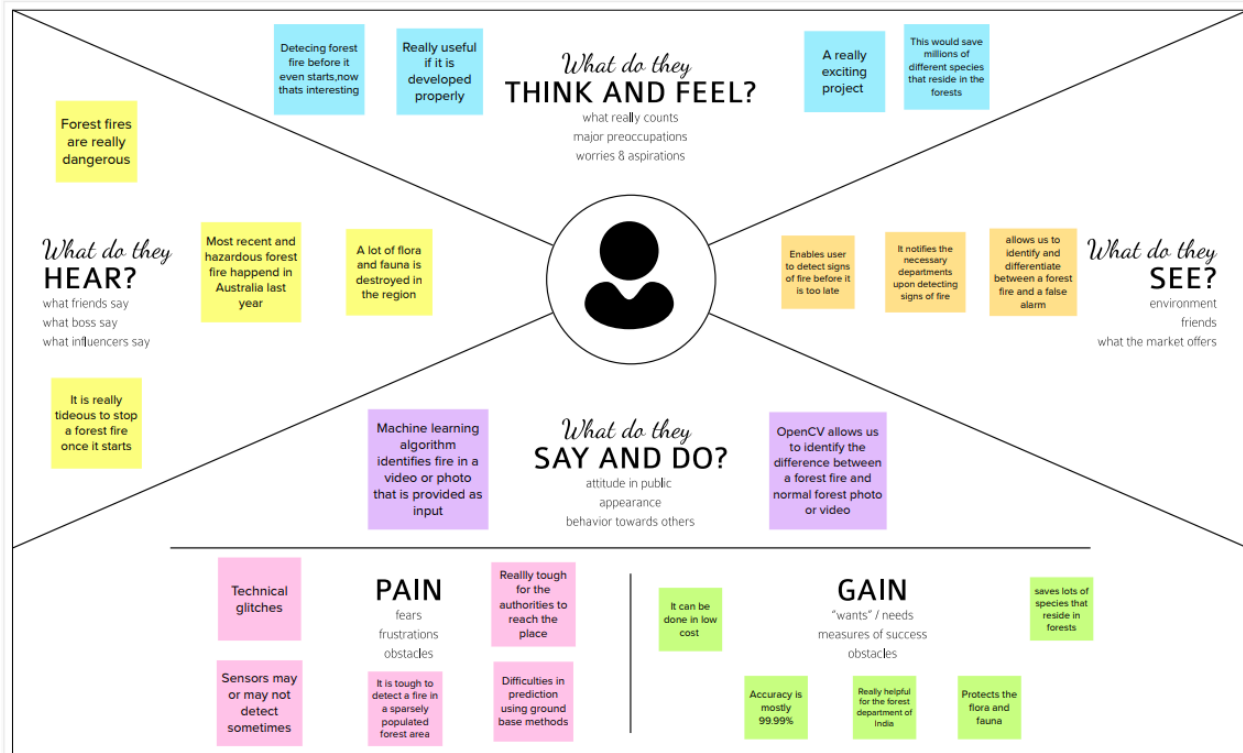 Detecing forest
fire before it
even starts,now
thats interesting
Really useful
if it is
developed
properly
What do they
THINK AND FEEL?
what really counts
major preoccupations
worries & aspirations
A really
exciting
project
This would save
millions of
different species
that reside in the
forests
Forest fires
are really
dangerous
What do they
HEAR?
what friends say
what boss say
what influencers say
Most recent and
hazardous forest
fire happend in
Australia last
year
A lot of flora
and fauna is
destroyed in
the region
It is really
tideous to stop
a forest fire
once it starts
Enables user
to detect signs
of fire before it
is too late
It notifies the
necessary
departments
upon detecting
signs of fire
allows us to
identify and
differentiate
between a forest
fire and a false
alarm
What do they
SEE?
environment
friends
what the market offers
Machine learning
algorithm
identifies fire in a
video or photo
that is provided as
input
What do they
SAY AND DO?
attitude in public
appearance
behavior towards others
OpenCV allows us
to identify the
difference between
a forest fire and
normal forest photo
or video
Technical
glitches
PAIN
fears
frustrations
obstacles
Reallly tough
for the
authorities to
reach the
place
Sensors may
or may not
detect
sometimes
It is tough to
detect a fire in
a sparsely
populated
forest area
Difficulties in
prediction
using ground
base methods
It can be
done in low
cost
GAIN
"wants" / needs
measures of success
obstacles
saves lots of
species that
reside in
forests
Accuracy is
mostly
99.99%
Really helpful
for the forest
department of
India
Protects the
flora and
fauna